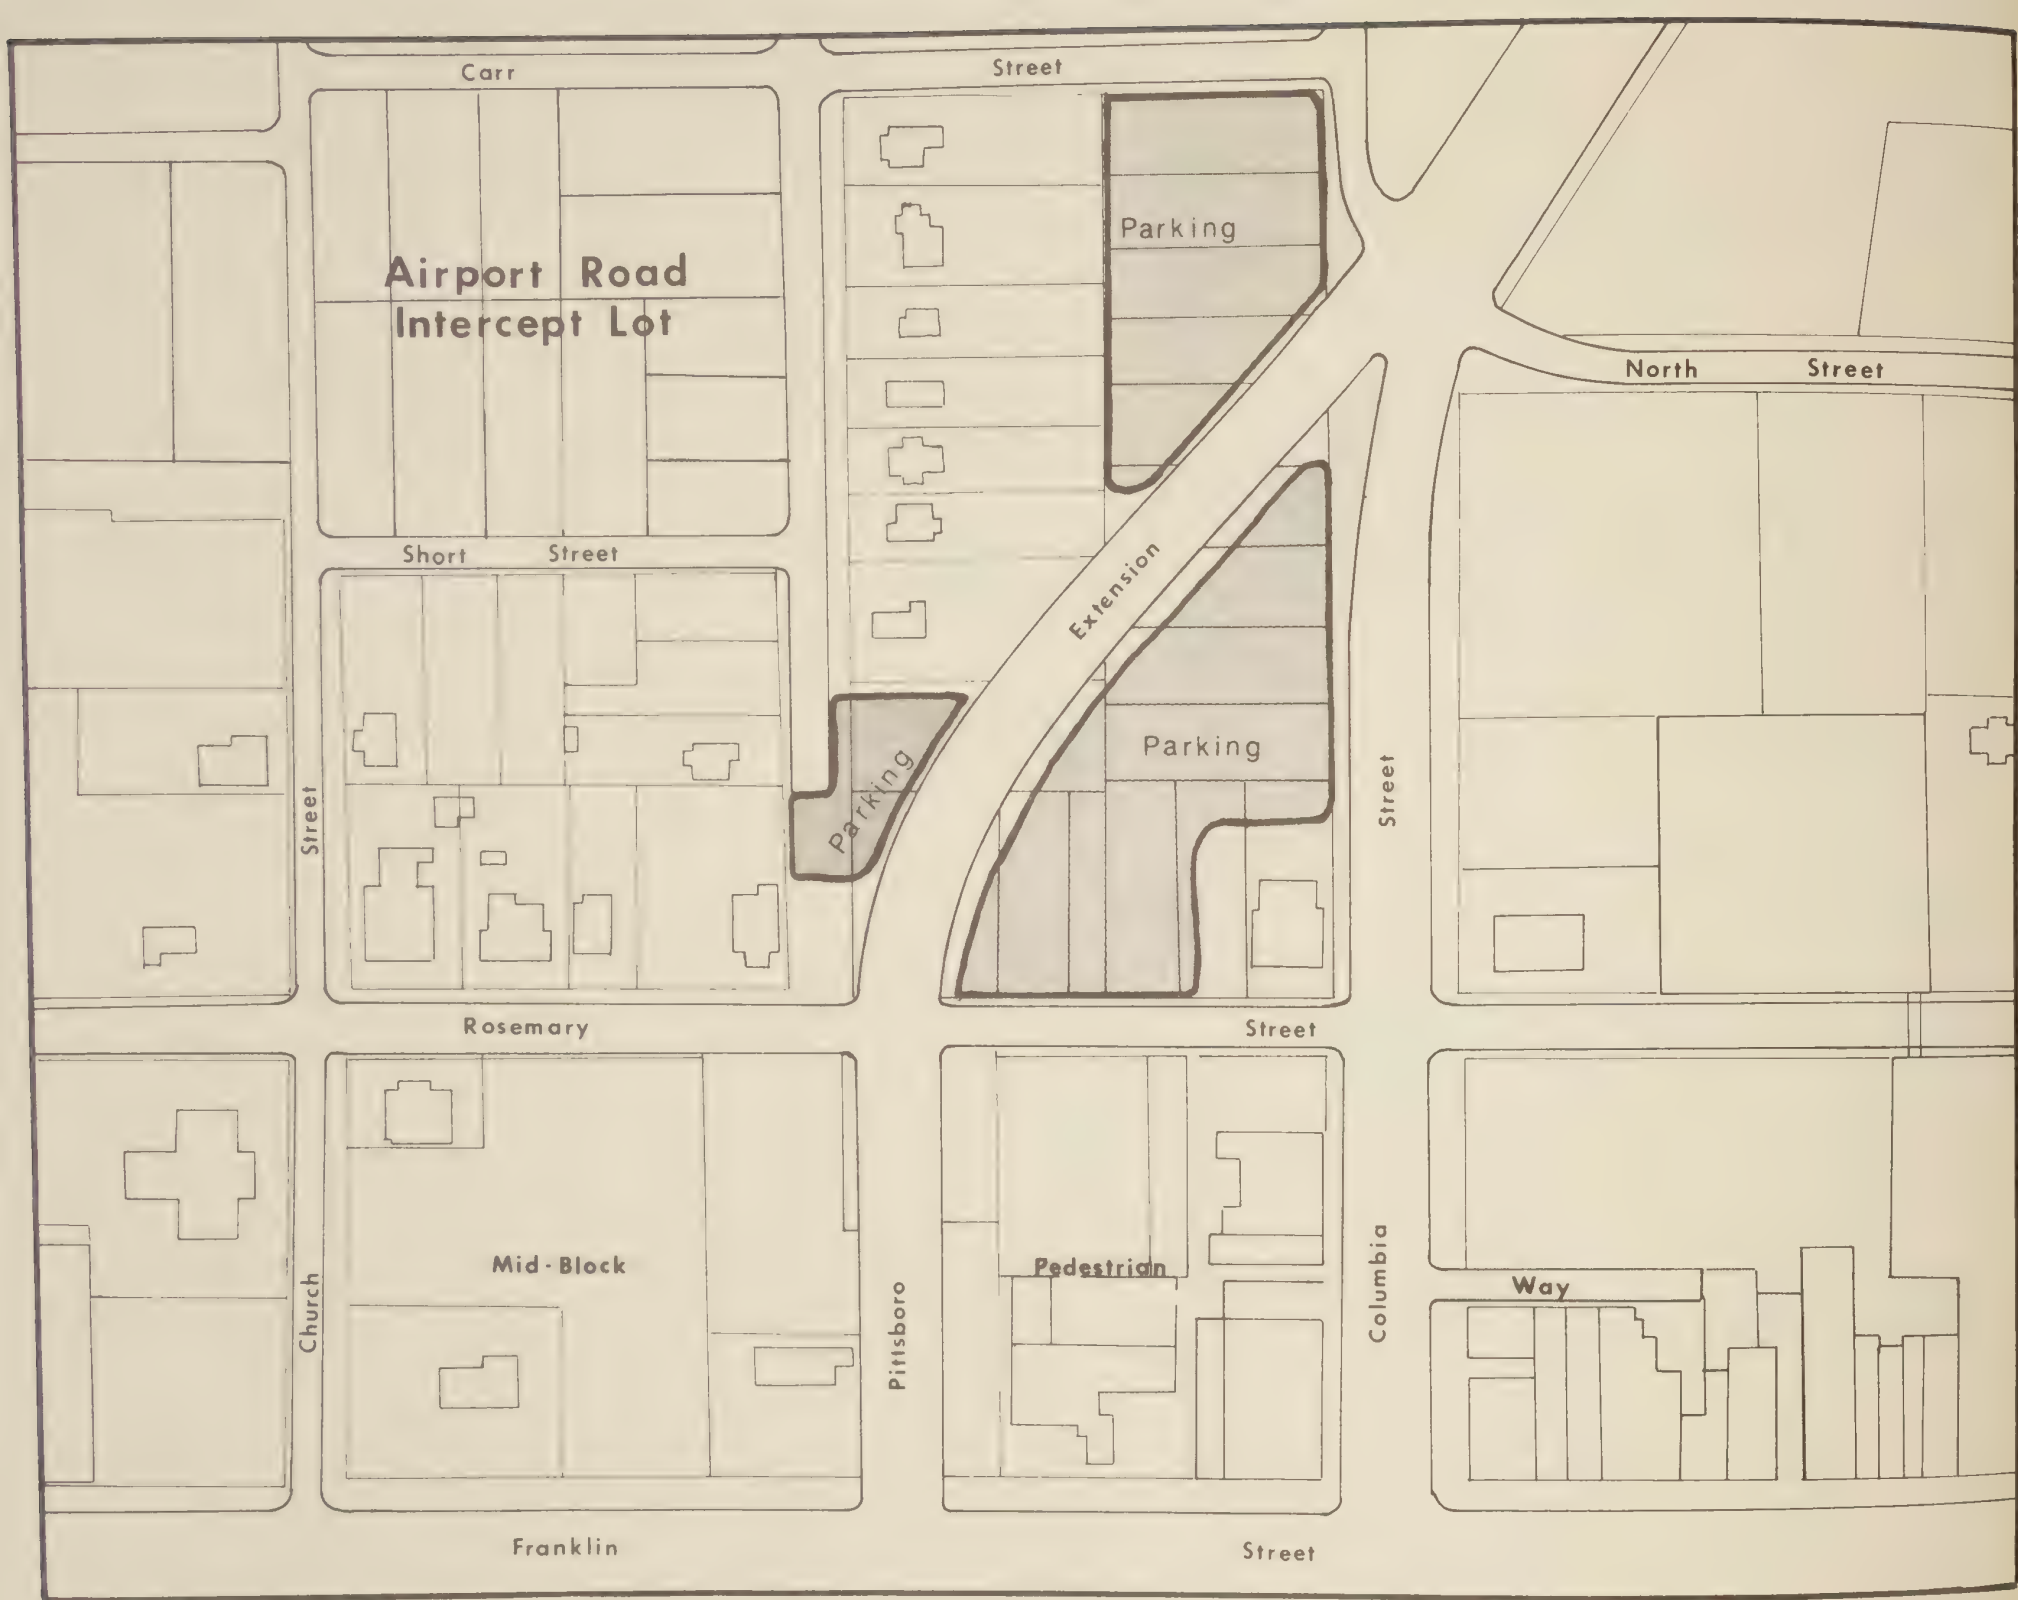 Carr Street
Parking
Airport Road
Intercept Lot
North Street
Short Street
Extension
Parking
Parking
Street
Street
Rosemary Street
Mid-Block Pedestrian Way
Church
Pittsboro
Columbia
Franklin Street